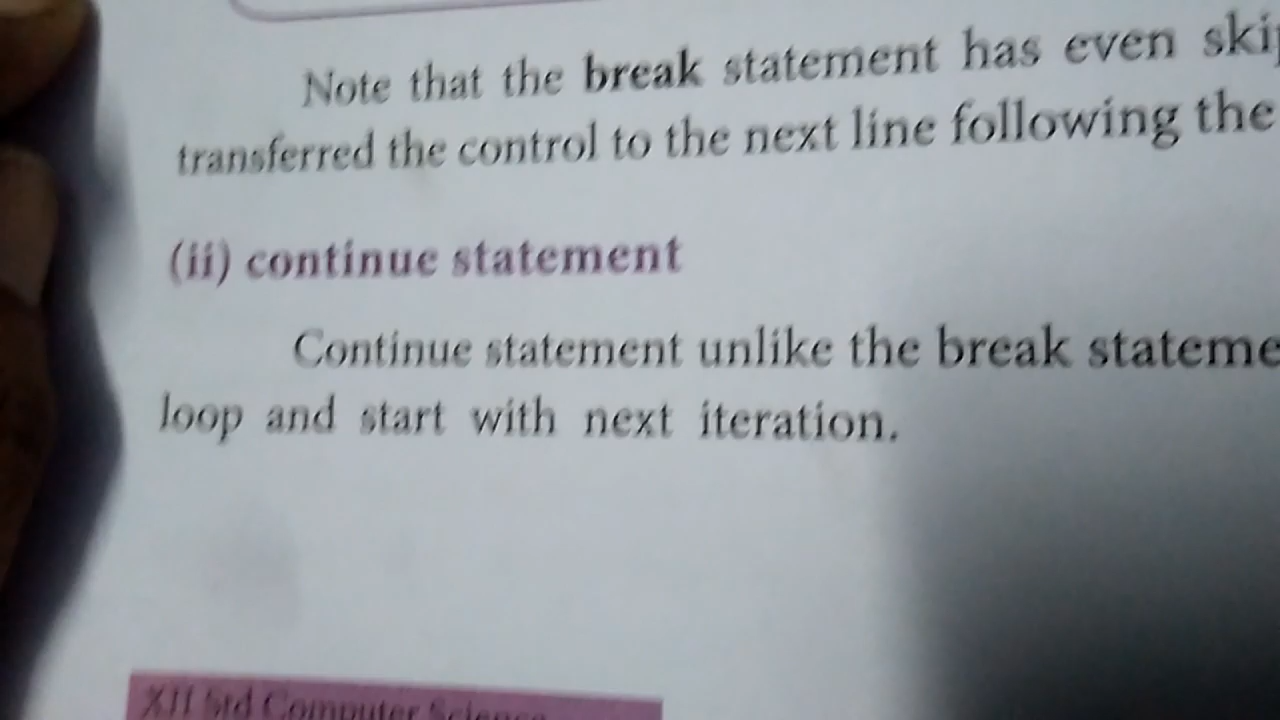 Note that the break statement has even ski
transferred the control to the next line following the
(ii) continue statement
Continue statement unlike the break stateme
loop and start with next iteration.
XII Std Computer Science